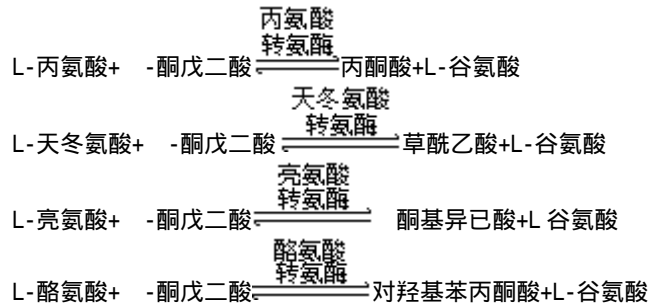 丙氨酸
转氨酶
L-丙氨酸+ -酮戊二酸 丙酮酸+L-谷氨酸
天冬氨酸
转氨酶
L-天冬氨酸+ -酮戊二酸 草酰乙酸+L-谷氨酸
亮氨酸
转氨酶
L-亮氨酸+ -酮戊二酸 酮基异已酸+L 谷氨酸
酪氨酸
转氨酶
L-酪氨酸+ -酮戊二酸 对羟基苯丙酮酸+L-谷氨酸